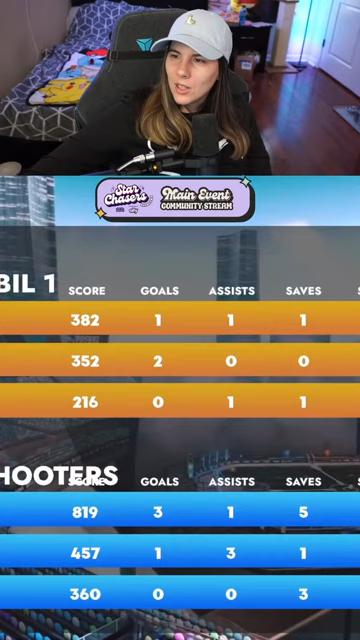 Star Chasers
Main Event
COMMUNITY STREAM
BIL 1 SCORE GOALS ASSISTS SAVES S
382 1 1 1
352 2 0 0
216 0 1 1
HOOTERS
SCORE GOALS ASSISTS SAVES S
819 3 1 5
457 1 3 1
360 0 0 3